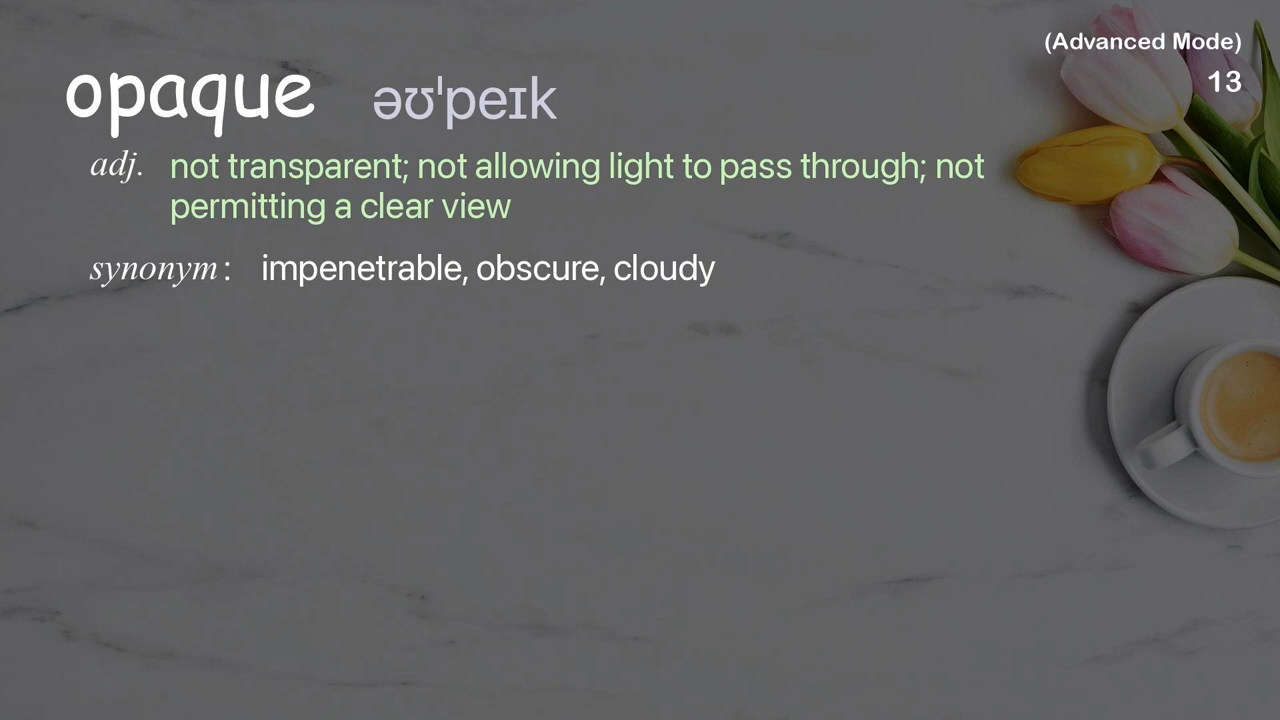 (Advanced Mode)
13
opaque əʊˈpeɪk
adj. not transparent; not allowing light to pass through; not
permitting a clear view
synonym : impenetrable, obscure, cloudy